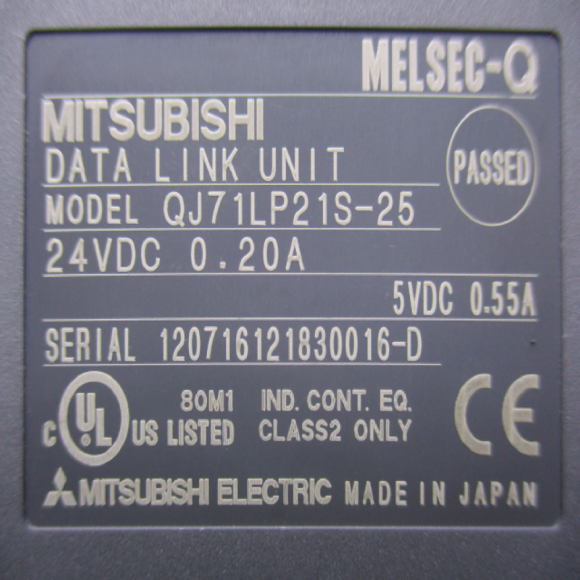 MELSEC-Q
MITSUBISHI
DATA LINK UNIT
PASSED
MODEL QJ71LP21S-25
24VDC 0.20A
5VDC 0.55A
SERIAL 120716121830016-D
80M1 IND. CONT. EQ.
C UL US LISTED CLASS2 ONLY
CE
MITSUBISHI ELECTRIC MADE IN JAPAN